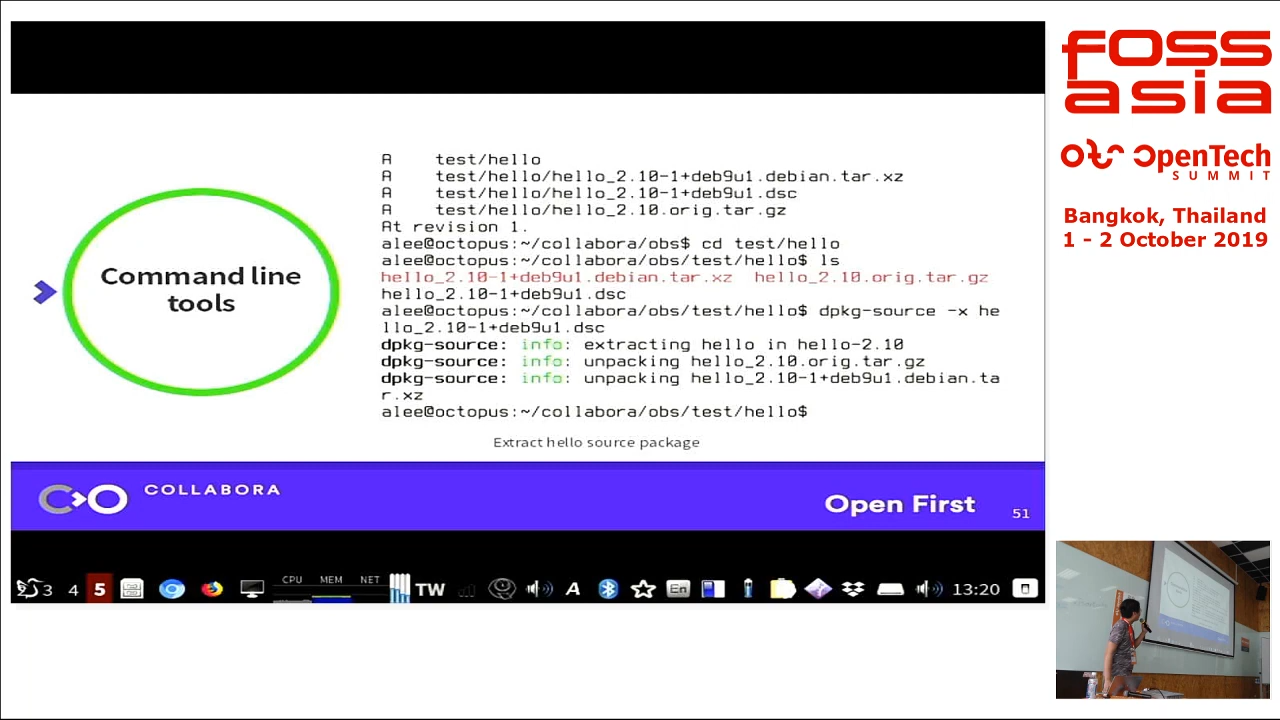 A    test/hello
A    test/hello/hello_2.10-1+deb9u1.debian.tar.xz
A    test/hello/hello_2.10-1+deb9u1.dsc
A    test/hello/hello_2.10.orig.tar.gz
At revision 1.
alee@octopus:~/collabora/obs$ cd test/hello
alee@octopus:~/collabora/obs/test/hello$ ls
hello_2.10-1+deb9u1.debian.tar.xz  hello_2.10.orig.tar.gz
hello_2.10-1+deb9u1.dsc
alee@octopus:~/collabora/obs/test/hello$ dpkg-source -x he
llo_2.10-1+deb9u1.dsc
dpkg-source: info: extracting hello in hello-2.10
dpkg-source: info: unpacking hello_2.10.orig.tar.gz
dpkg-source: info: unpacking hello_2.10-1+deb9u1.debian.ta
r.xz
alee@octopus:~/collabora/obs/test/hello$
Command line
tools
Extract hello source package
COLLABORA
Open First
51
3 4 5 CPU MEM NET TW A En 13:20
foss
asia
OpenTech
SUMMIT
Bangkok, Thailand
1 - 2 October 2019